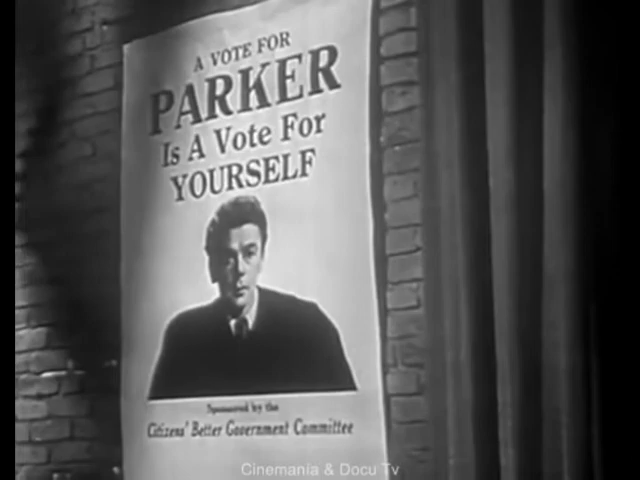 A VOTE FOR
PARKER
Is A Vote For
YOURSELF
Sponsored by the
Citizens' Better Government Committee
Cinemania & Docu Tv